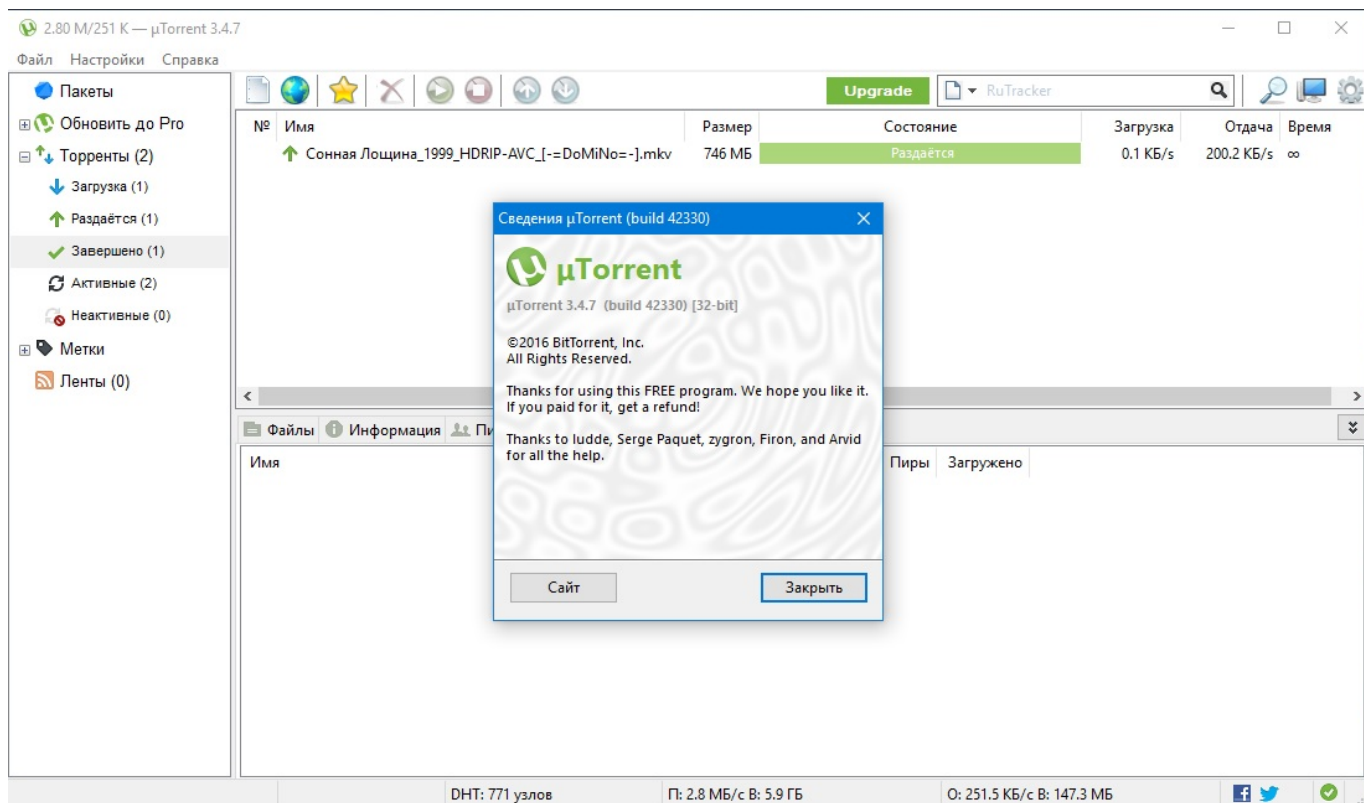 2.80 M/251 K — µTorrent 3.4.7
Файл Настройки Справка
Пакеты
Обновить до Pro
Торренты (2)
Загрузка (1)
Раздаётся (1)
Завершено (1)
Активные (2)
Неактивные (0)
Метки
Ленты (0)
Upgrade RuTracker
№ Имя Размер Состояние Загрузка Отдача Время
Сонная Лощина_1999_HDRIP-AVC_[-=DoMiNo=-].mkv 746 МБ Раздаётся 0.1 КБ/s 200.2 КБ/s ∞
Сведения µTorrent (build 42330)
µTorrent
µTorrent 3.4.7 (build 42330) [32-bit]
©2016 BitTorrent, Inc.
All Rights Reserved.
Thanks for using this FREE program. We hope you like it.
If you paid for it, get a refund!
Thanks to ludde, Serge Paquet, zygron, Firon, and Arvid
for all the help.
Сайт Закрыть
Файлы Информация Пи
Имя Пиры Загружено
DHT: 771 узлов П: 2.8 МБ/с В: 5.9 ГБ О: 251.5 КБ/с В: 147.3 МБ